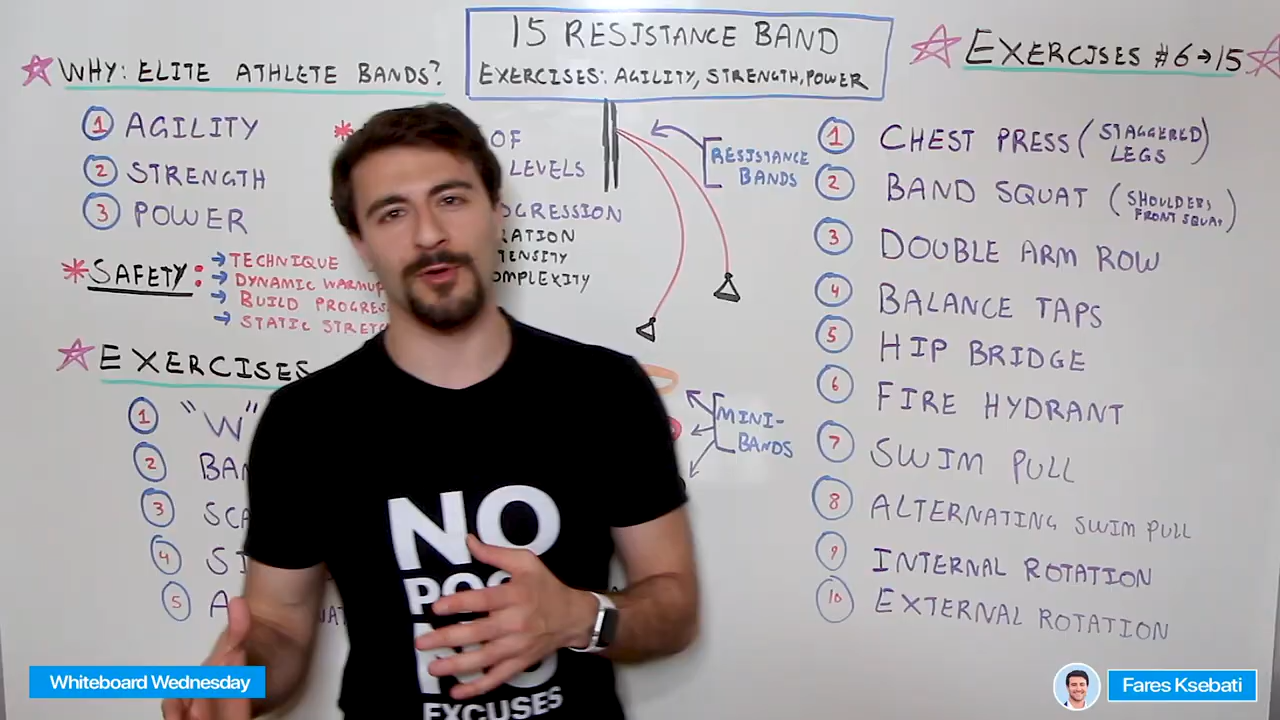 15 RESISTANCE BAND
EXERCISES: AGILITY, STRENGTH, POWER
WHY: ELITE ATHLETE BANDS?
1 AGILITY
2 STRENGTH
3 POWER
SAFETY:
→ TECHNIQUE
→ DYNAMIC WARMUP
→ BUILD PROGRES
→ STATIC STRETC
OF
LEVELS
OGRESSION
RATION
TENSITY
OMPLEXITY
RESISTANCE
BANDS
MINI-
BANDS
EXERCISES
1 "W"
2 BAN
3 SCA
4 SI
5 A
EXERCISES #6→15
1 CHEST PRESS (STAGGERED
LEGS)
2 BAND SQUAT (SHOULDERS
FRONT SQUAT)
3 DOUBLE ARM ROW
4 BALANCE TAPS
5 HIP BRIDGE
6 FIRE HYDRANT
7 SWIM PULL
8 ALTERNATING SWIM PULL
9 INTERNAL ROTATION
10 EXTERNAL ROTATION
NO
NO
EXCUSES
Whiteboard Wednesday
Fares Ksebati